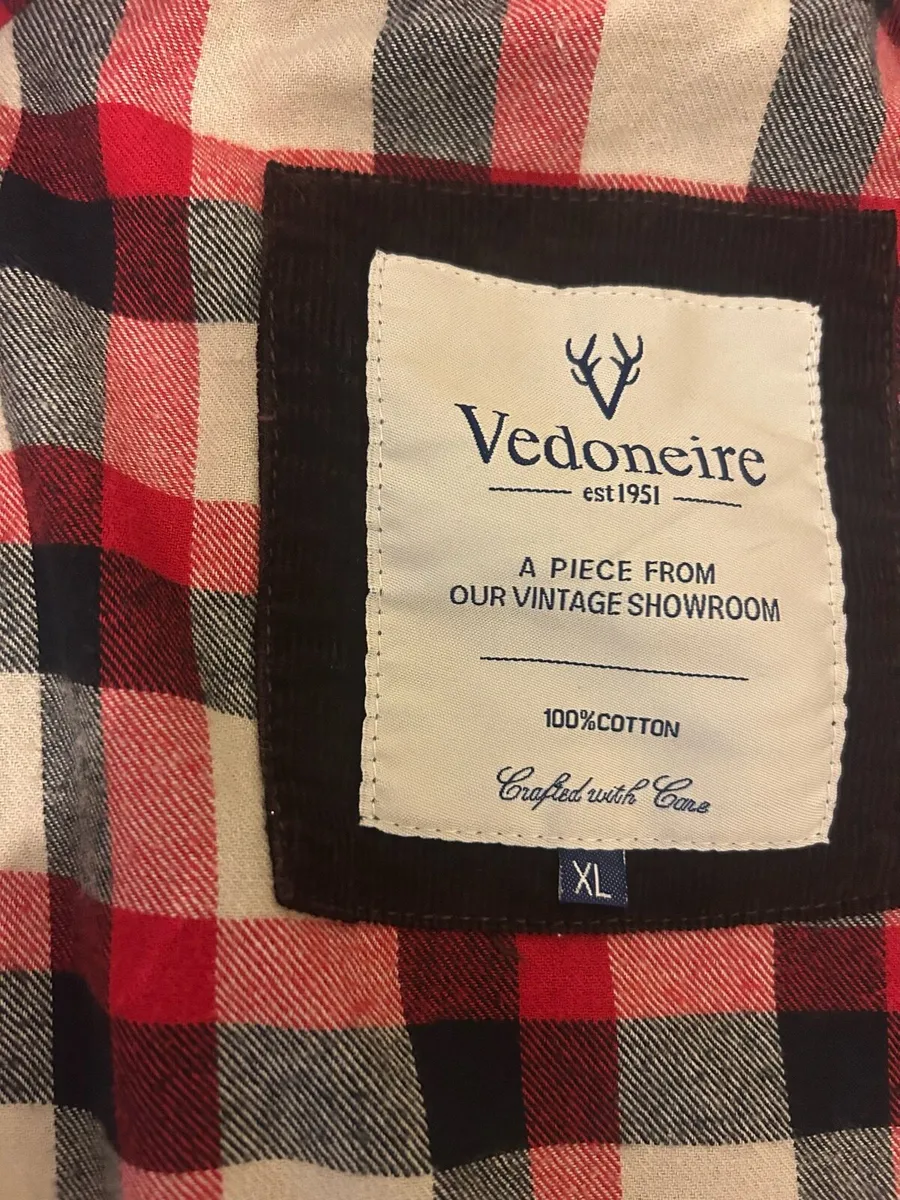 Vedoneire
est1951
A PIECE FROM
OUR VINTAGE SHOWROOM
100%COTTON
Crafted with Care
XL